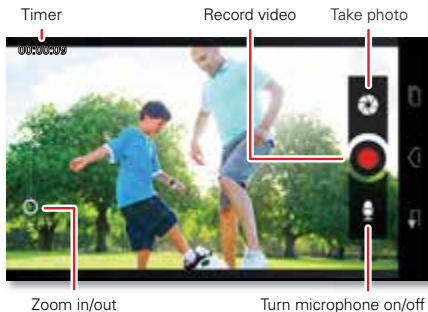 Timer
Record video
Take photo
00:00:09
Zoom in/out
Turn microphone on/off